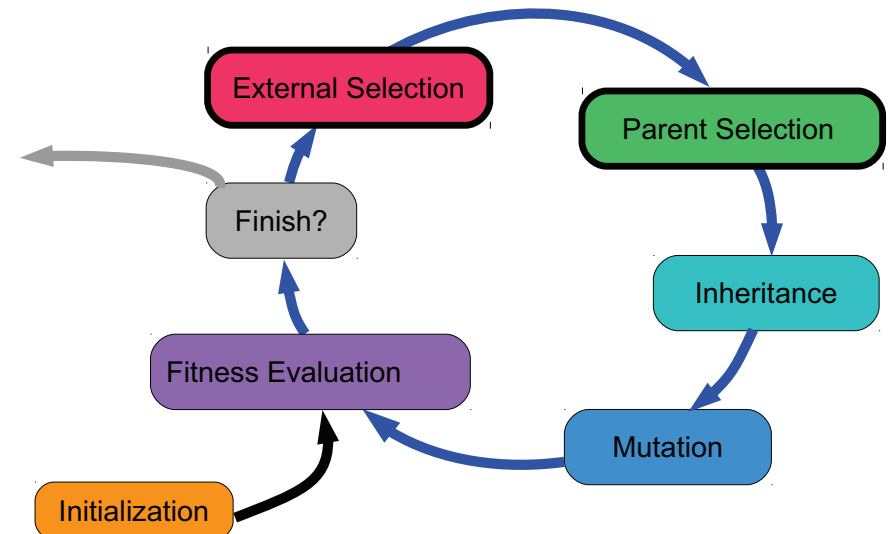 External Selection
Parent Selection
Finish?
Inheritance
Fitness Evaluation
Mutation
Initialization